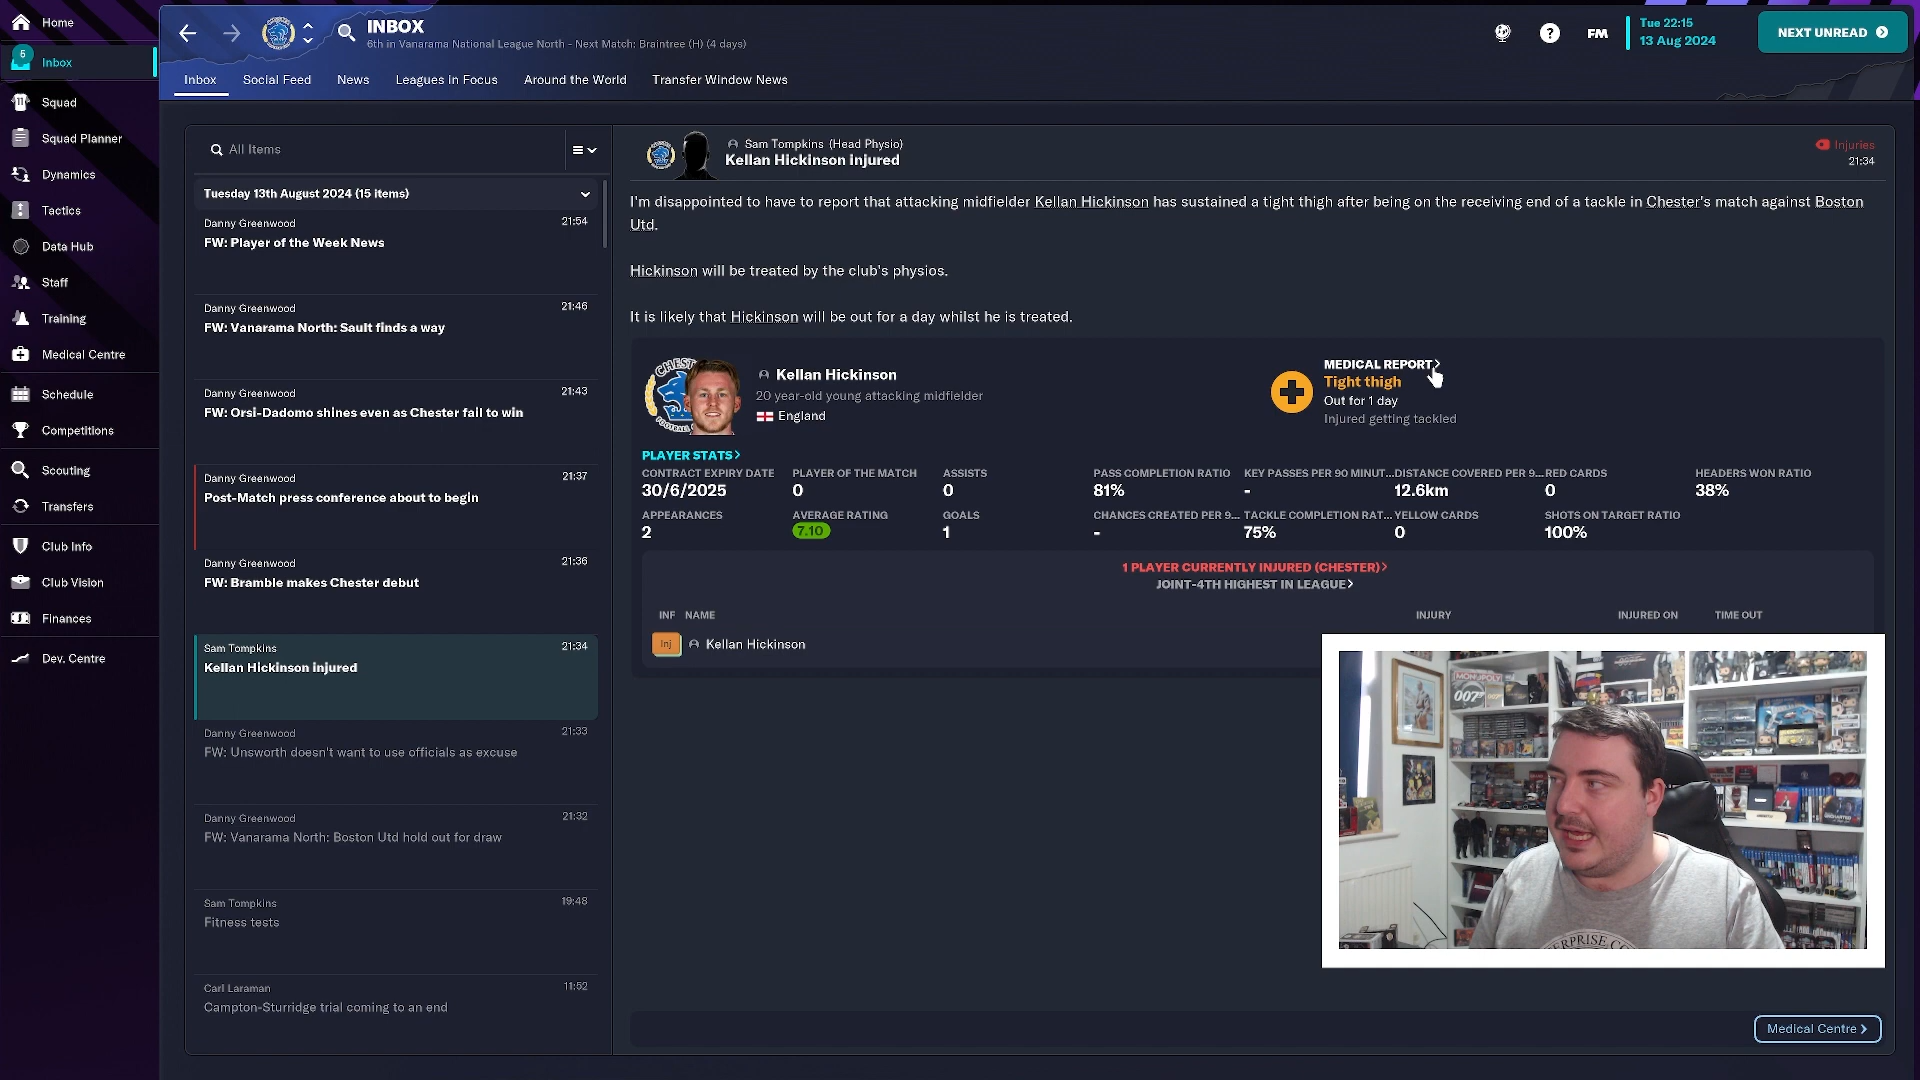 Home
5
Inbox
Squad
Squad Planner
Dynamics
Tactics
Data Hub
Staff
Training
Medical Centre
Schedule
Competitions
Scouting
Transfers
Club Info
Club Vision
Finances
Dev. Centre
INBOX
6th in Vanarama National League North - Next Match: Braintree (H) (4 days)
FM
Tue 22:15
13 Aug 2024
NEXT UNREAD
Inbox
Social Feed
News
Leagues in Focus
Around the World
Transfer Window News
All Items
Tuesday 13th August 2024 (15 items)
Danny Greenwood 21:54
FW: Player of the Week News
Danny Greenwood 21:46
FW: Vanarama North: Sault finds a way
Danny Greenwood 21:43
FW: Orsi-Dadomo shines even as Chester fail to win
Danny Greenwood 21:37
Post-Match press conference about to begin
Danny Greenwood 21:36
FW: Bramble makes Chester debut
Sam Tompkins 21:34
Kellan Hickinson injured
Danny Greenwood 21:33
FW: Unsworth doesn't want to use officials as excuse
Danny Greenwood 21:32
FW: Vanarama North: Boston Utd hold out for draw
Sam Tompkins 19:48
Fitness tests
Carl Laraman 11:52
Campton-Sturridge trial coming to an end
Sam Tompkins (Head Physio)
Kellan Hickinson injured
Injuries
21:34
I'm disappointed to have to report that attacking midfielder Kellan Hickinson has sustained a tight thigh after being on the receiving end of a tackle in Chester's match against Boston
Utd.
Hickinson will be treated by the club's physios.
It is likely that Hickinson will be out for a day whilst he is treated.
Kellan Hickinson
20 year-old young attacking midfielder
England
MEDICAL REPORT
Tight thigh
Out for 1 day
Injured getting tackled
PLAYER STATS
CONTRACT EXPIRY DATE PLAYER OF THE MATCH ASSISTS PASS COMPLETION RATIO KEY PASSES PER 90 MINUT... DISTANCE COVERED PER 9... RED CARDS HEADERS WON RATIO
30/6/2025 0 0 81% - 12.6km 0 38%
APPEARANCES AVERAGE RATING GOALS CHANCES CREATED PER 9... TACKLE COMPLETION RAT... YELLOW CARDS SHOTS ON TARGET RATIO
2 7.10 1 - 75% 0 100%
1 PLAYER CURRENTLY INJURED (CHESTER)
JOINT-4TH HIGHEST IN LEAGUE
INF NAME INJURY INJURED ON TIME OUT
Inj Kellan Hickinson
MONOPOLY
007
Medical Centre